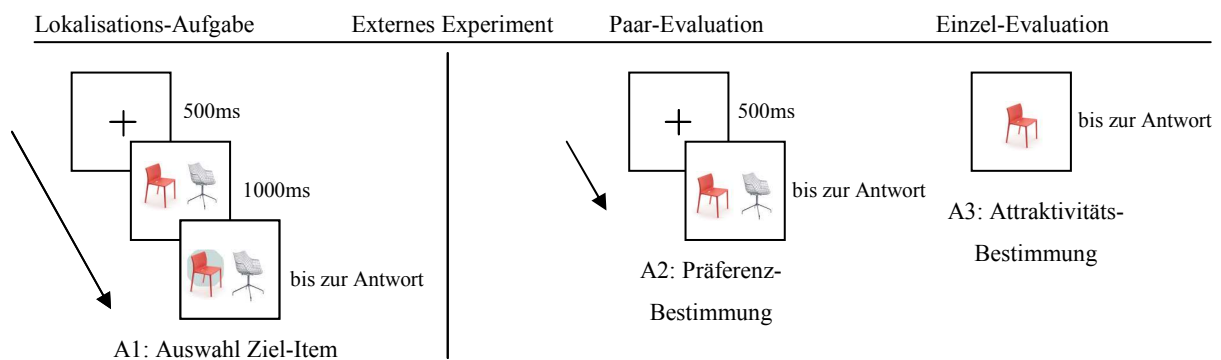 Lokalisations-Aufgabe Externes Experiment Paar-Evaluation Einzel-Evaluation
500ms
1000ms
bis zur Antwort
A1: Auswahl Ziel-Item
500ms
bis zur Antwort
A2: Präferenz-
Bestimmung
bis zur Antwort
A3: Attraktivitäts-
Bestimmung